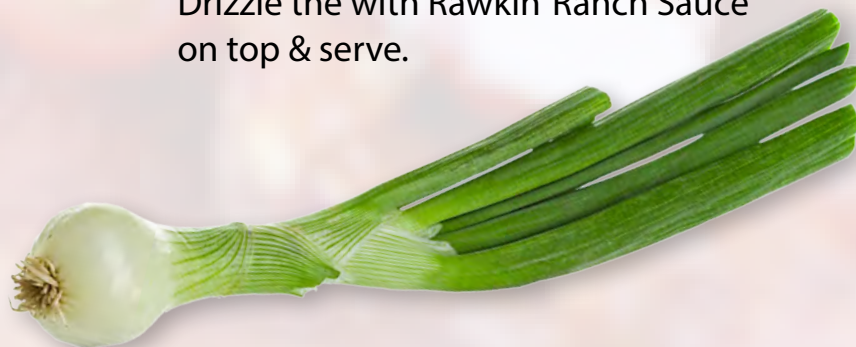 Drizzle the with Rawkin' Ranch Sauce
on top & serve.